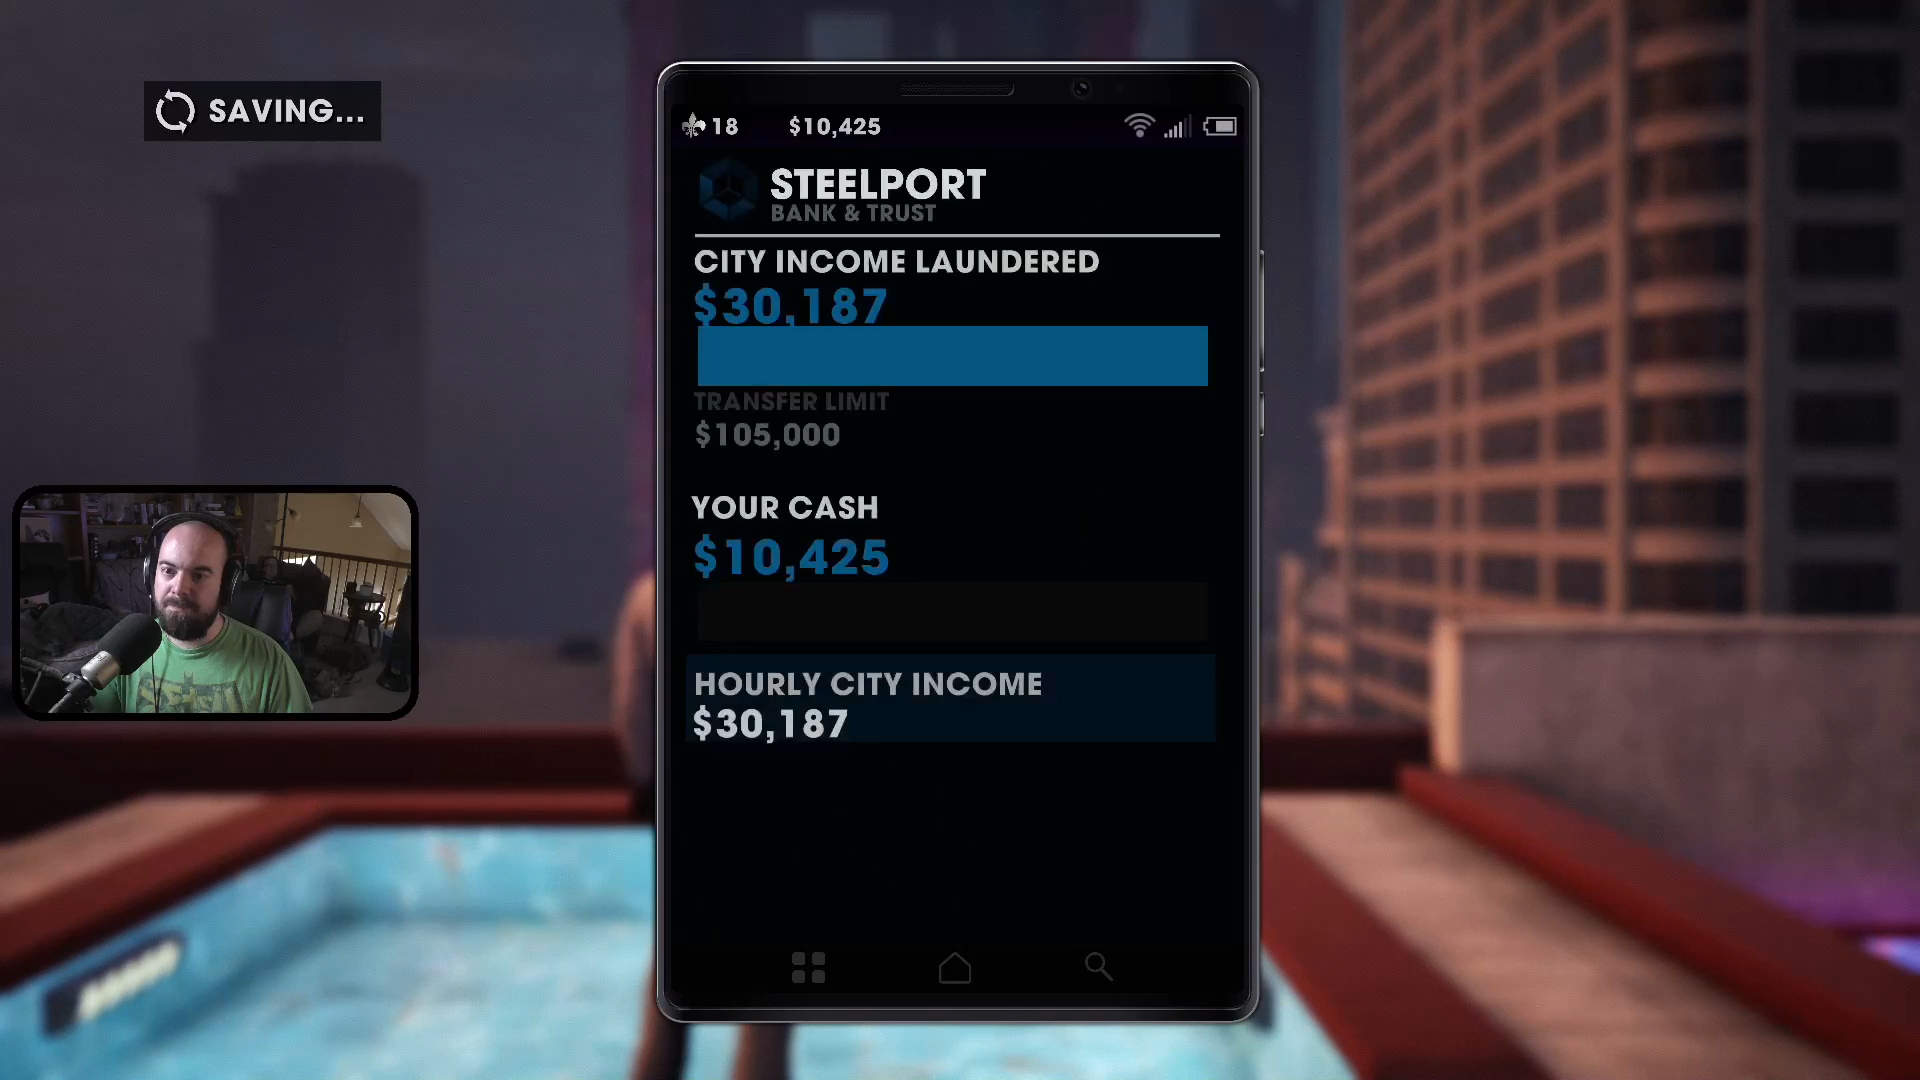 SAVING...
18 $10,425
STEELPORT
BANK & TRUST
CITY INCOME LAUNDERED
$30,187
TRANSFER LIMIT
$105,000
YOUR CASH
$10,425
HOURLY CITY INCOME
$30,187